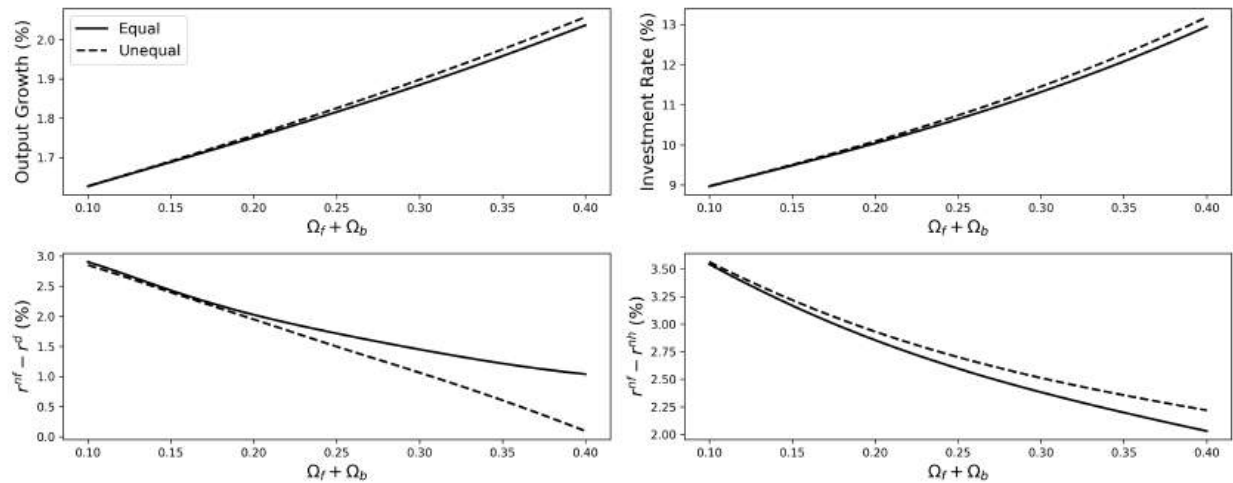 Output Growth (%)
2.0
1.9
1.8
1.7
Equal
Unequal
0.10 0.15 0.20 0.25 0.30 0.35 0.40
Ω_f + Ω_b
Investment Rate (%)
13
12
11
10
9
0.10 0.15 0.20 0.25 0.30 0.35 0.40
Ω_f + Ω_b
r^{nf} − r^d (%)
3.0
2.5
2.0
1.5
1.0
0.5
0.0
0.10 0.15 0.20 0.25 0.30 0.35 0.40
Ω_f + Ω_b
r^{nf} − r^{nh} (%)
3.50
3.25
3.00
2.75
2.50
2.25
2.00
0.10 0.15 0.20 0.25 0.30 0.35 0.40
Ω_f + Ω_b